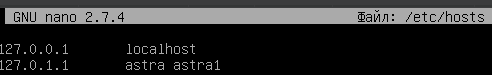 GNU nano 2.7.4 Файл: /etc/hosts
127.0.0.1 localhost
127.0.1.1 astra astra1